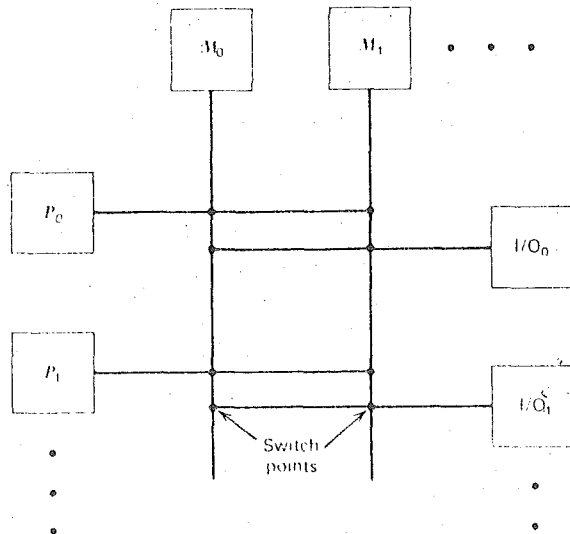 M₀
M₁
P₀
I/O₀
P₁
I/O₁
Switch
points